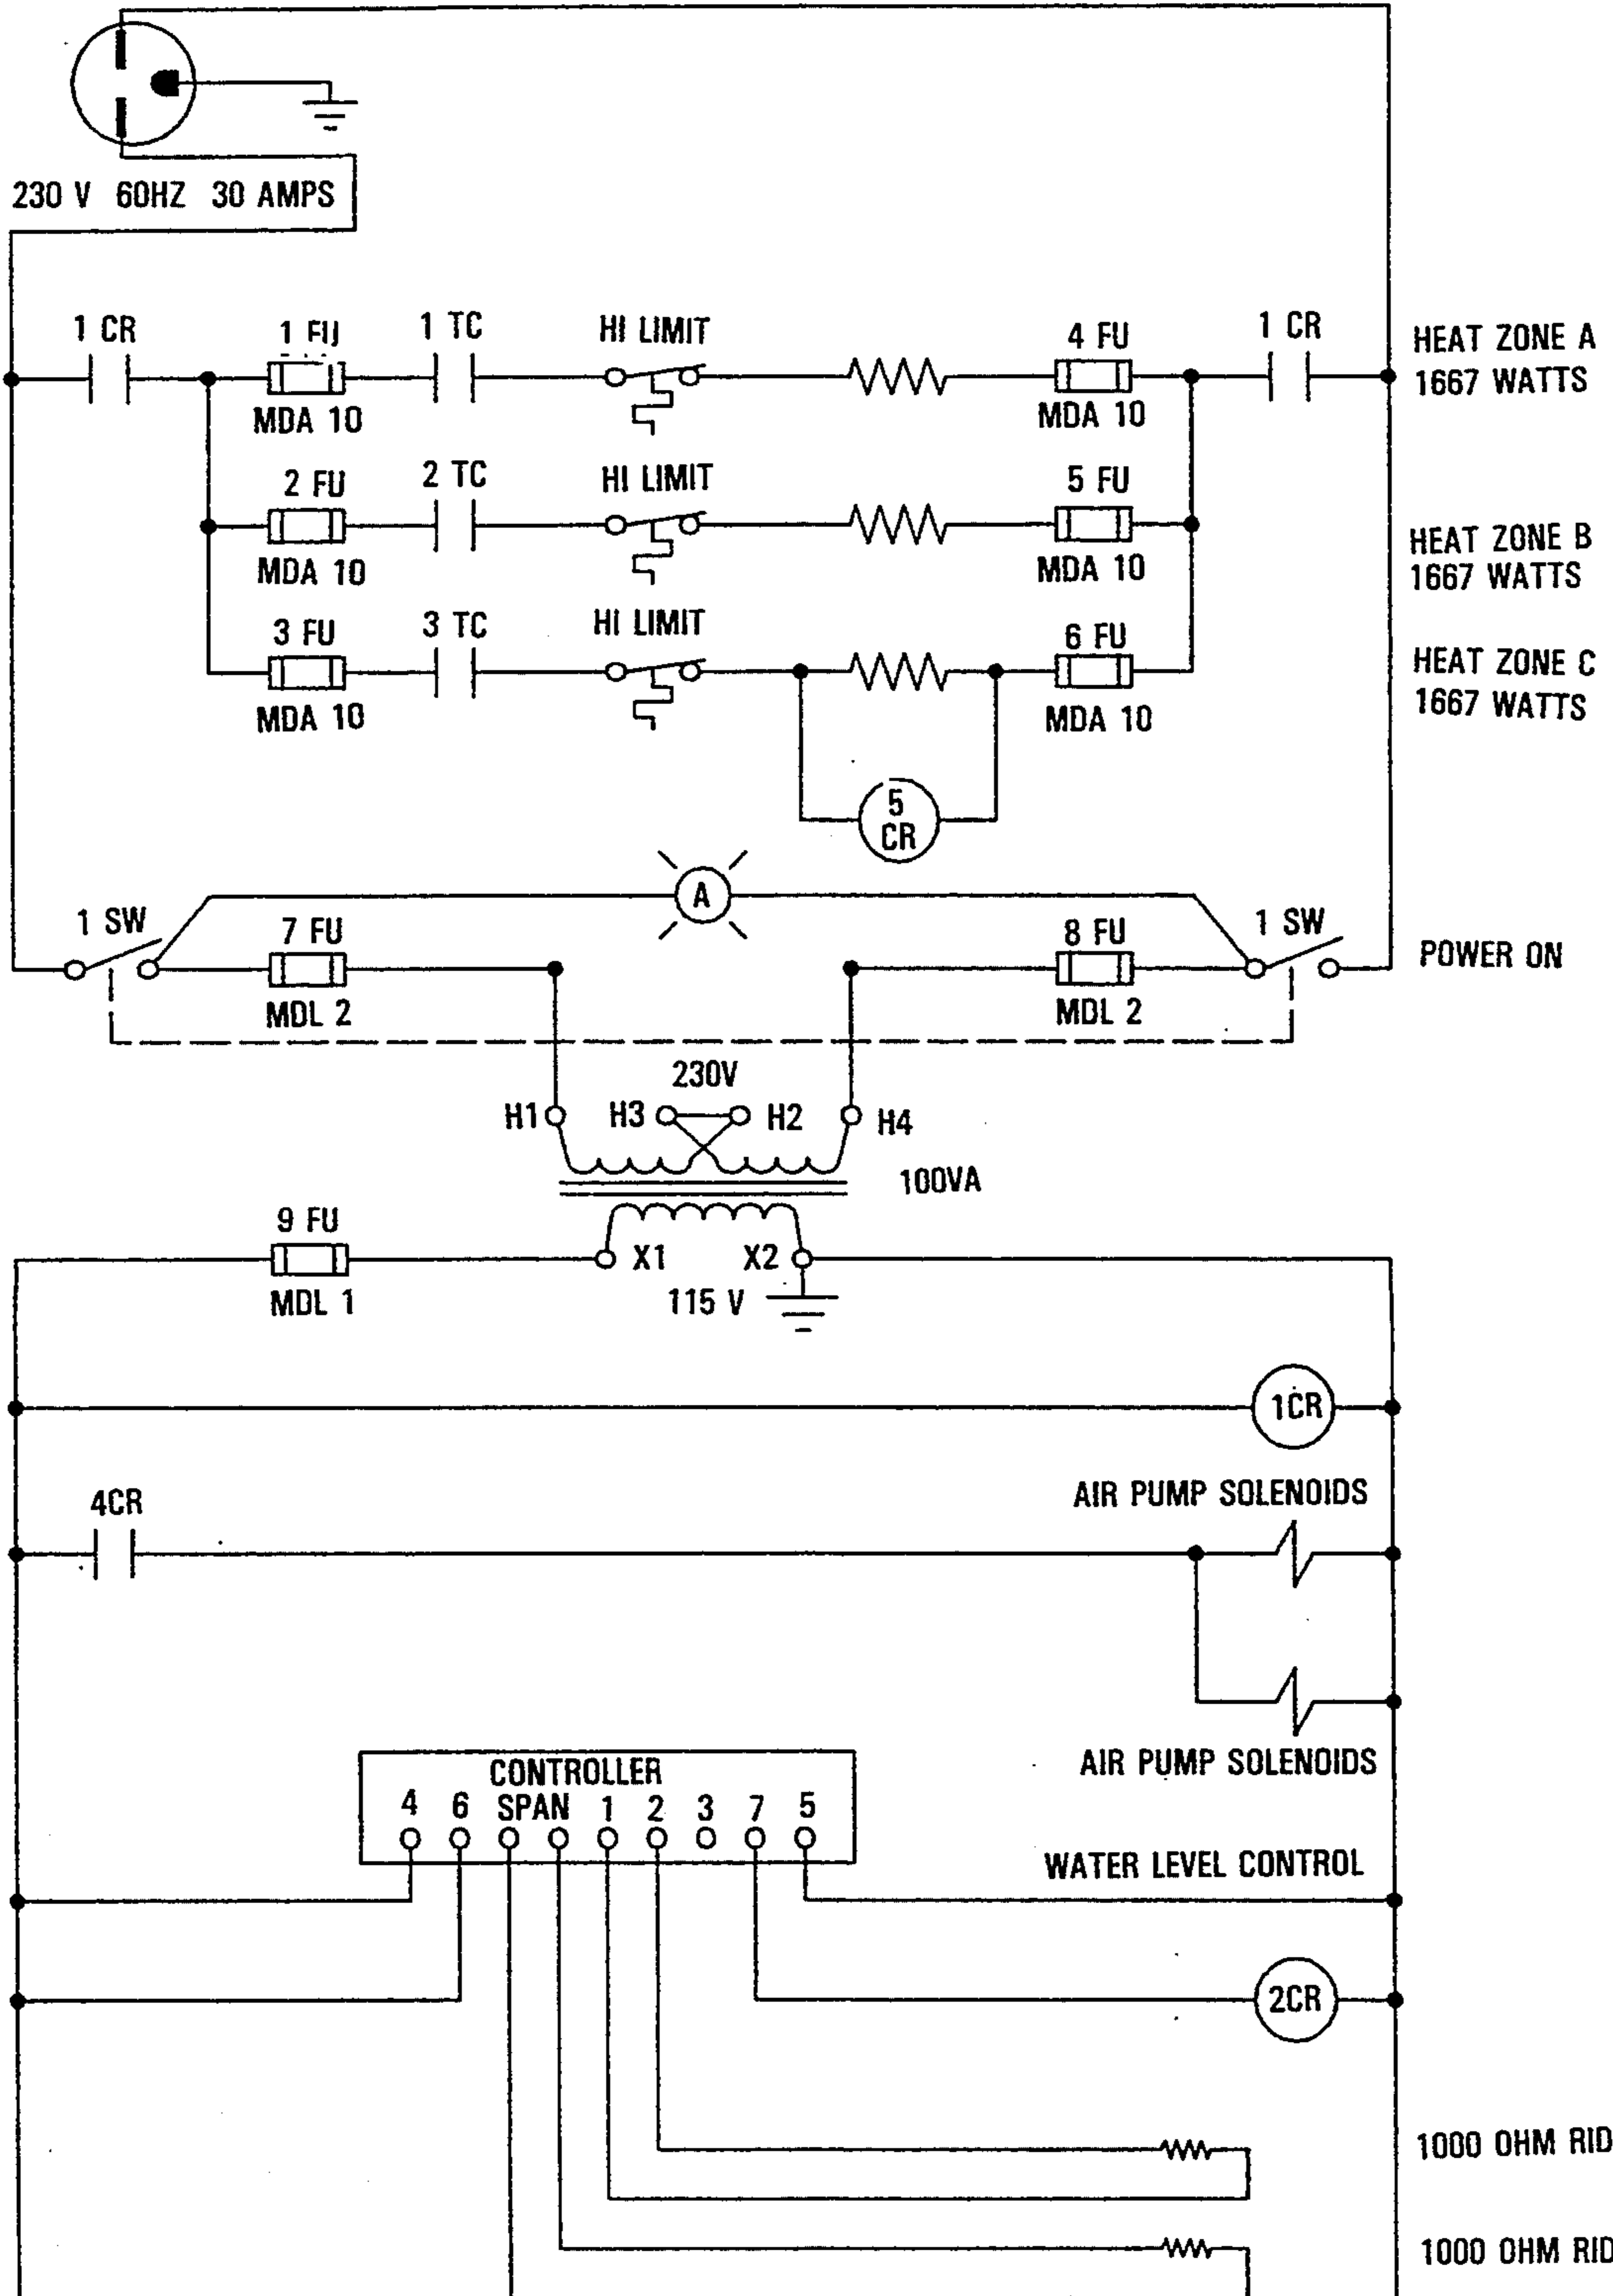 230 V 60HZ 30 AMPS
1 CR
1 FU
1 TC
HI LIMIT
4 FU
1 CR
HEAT ZONE A
1667 WATTS
MDA 10
MDA 10
2 FU
2 TC
HI LIMIT
5 FU
HEAT ZONE B
1667 WATTS
MDA 10
MDA 10
3 FU
3 TC
HI LIMIT
6 FU
HEAT ZONE C
1667 WATTS
MDA 10
MDA 10
5
CR
A
1 SW
7 FU
8 FU
1 SW
POWER ON
MDL 2
MDL 2
230V
H1
H3
H2
H4
100VA
9 FU
X1
X2
MDL 1
115 V
1CR
4CR
AIR PUMP SOLENOIDS
AIR PUMP SOLENOIDS
CONTROLLER
4 6 SPAN 1 2 3 7 5
WATER LEVEL CONTROL
2CR
1000 OHM RID
1000 OHM RID